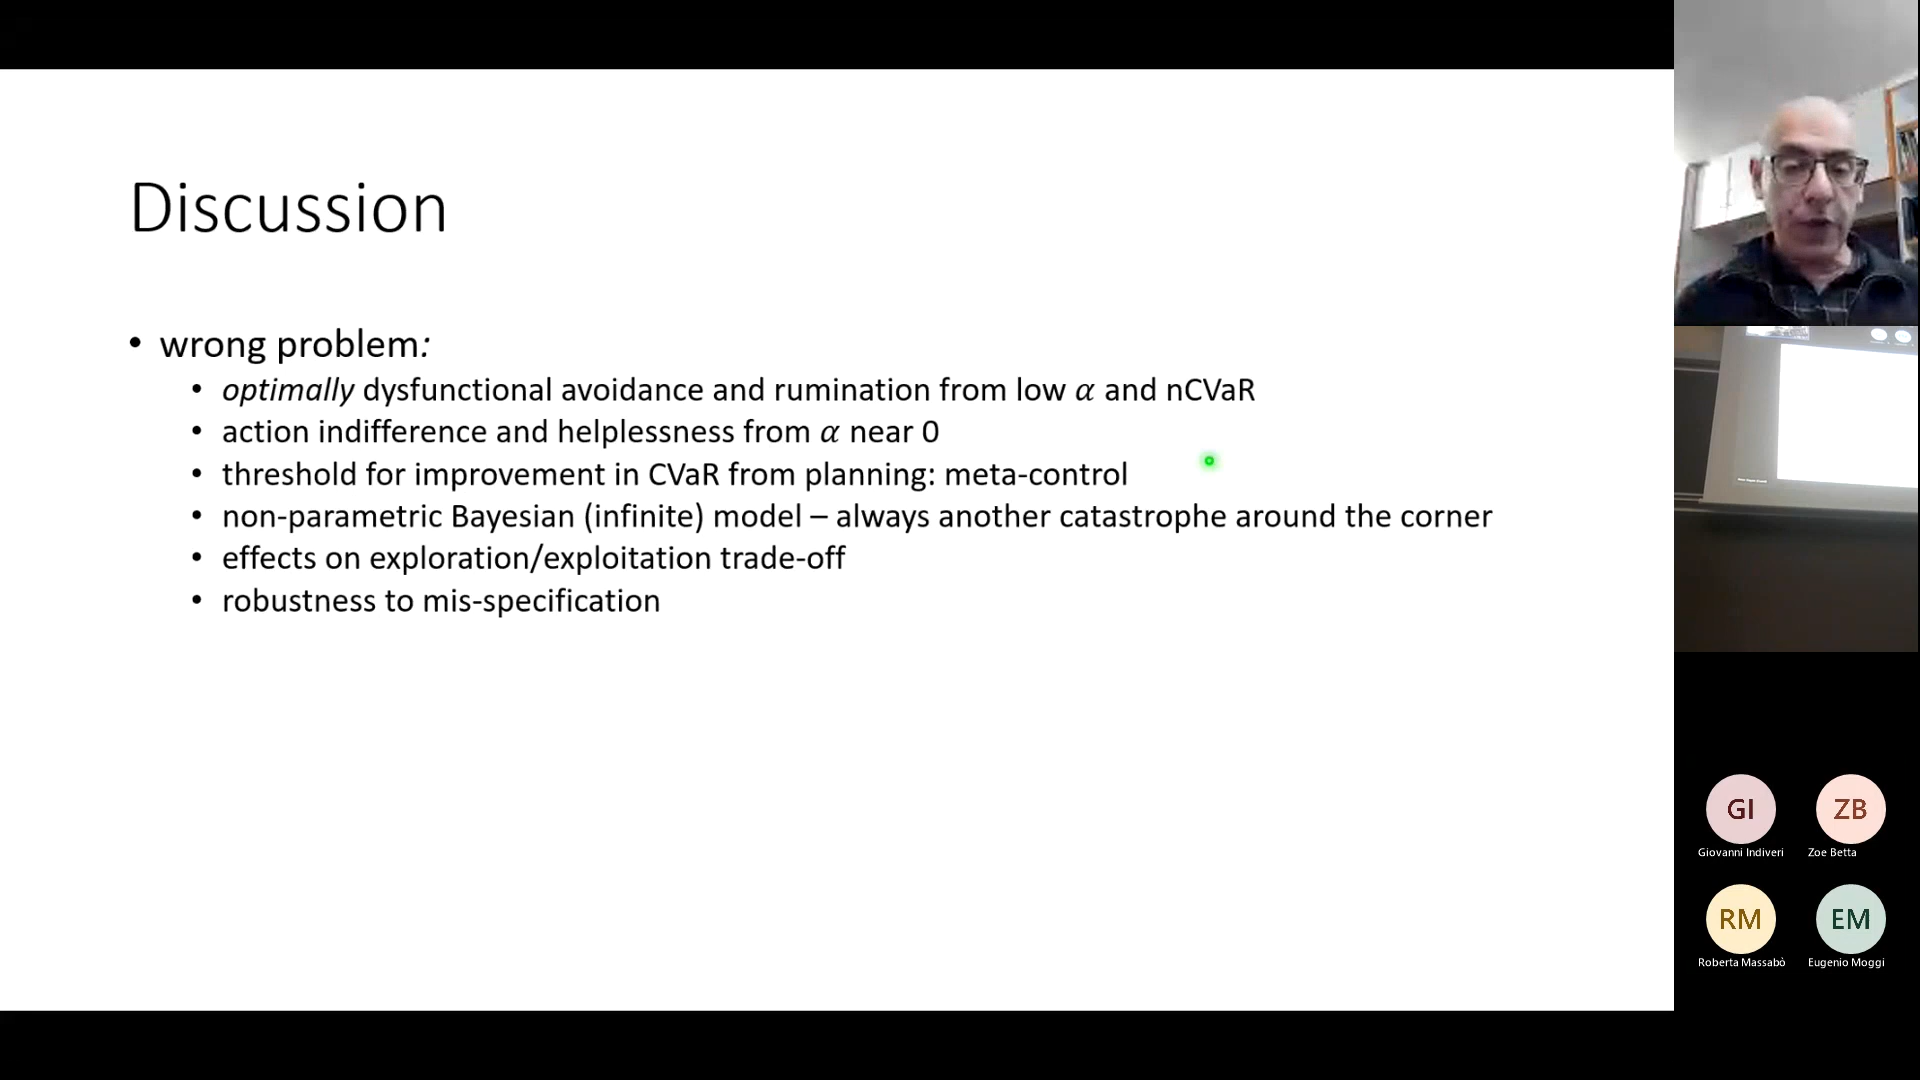 Discussion
• wrong problem:
• optimally dysfunctional avoidance and rumination from low α and nCVaR
• action indifference and helplessness from α near 0
• threshold for improvement in CVaR from planning: meta-control
• non-parametric Bayesian (infinite) model – always another catastrophe around the corner
• effects on exploration/exploitation trade-off
• robustness to mis-specification
GI
ZB
Giovanni Indiveri
Zoe Betta
RM
EM
Roberta Massabò
Eugenio Moggi